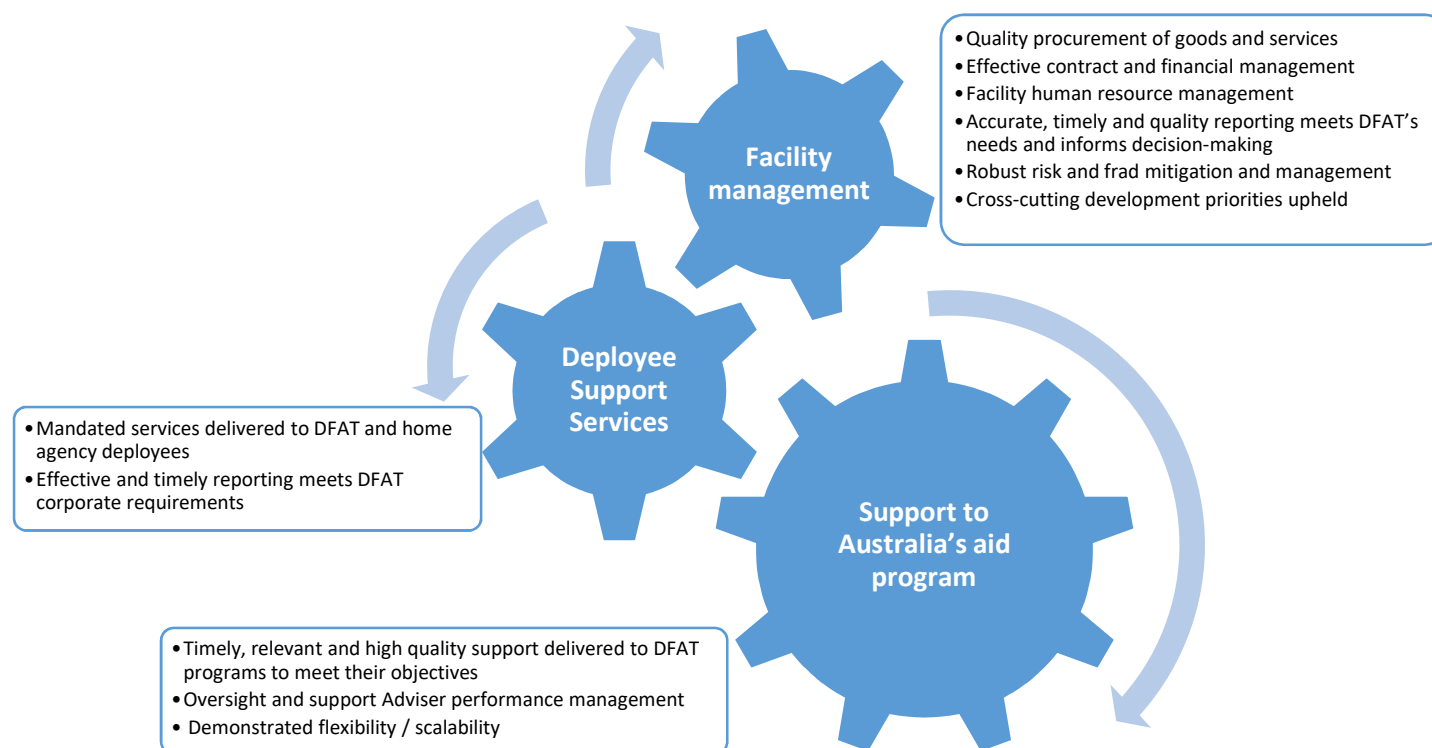 •Quality procurement of goods and services
•Effective contract and financial management
•Facility human resource management
•Accurate, timely and quality reporting meets DFAT's
needs and informs decision-making
•Robust risk and frad mitigation and management
•Cross-cutting development priorities upheld
Facility
management
Deployee
Support
Services
•Mandated services delivered to DFAT and home
agency deployees
•Effective and timely reporting meets DFAT
corporate requirements
Support to
Australia's aid
program
•Timely, relevant and high quality support delivered to DFAT
programs to meet their objectives
•Oversight and support Adviser performance management
• Demonstrated flexibility / scalability